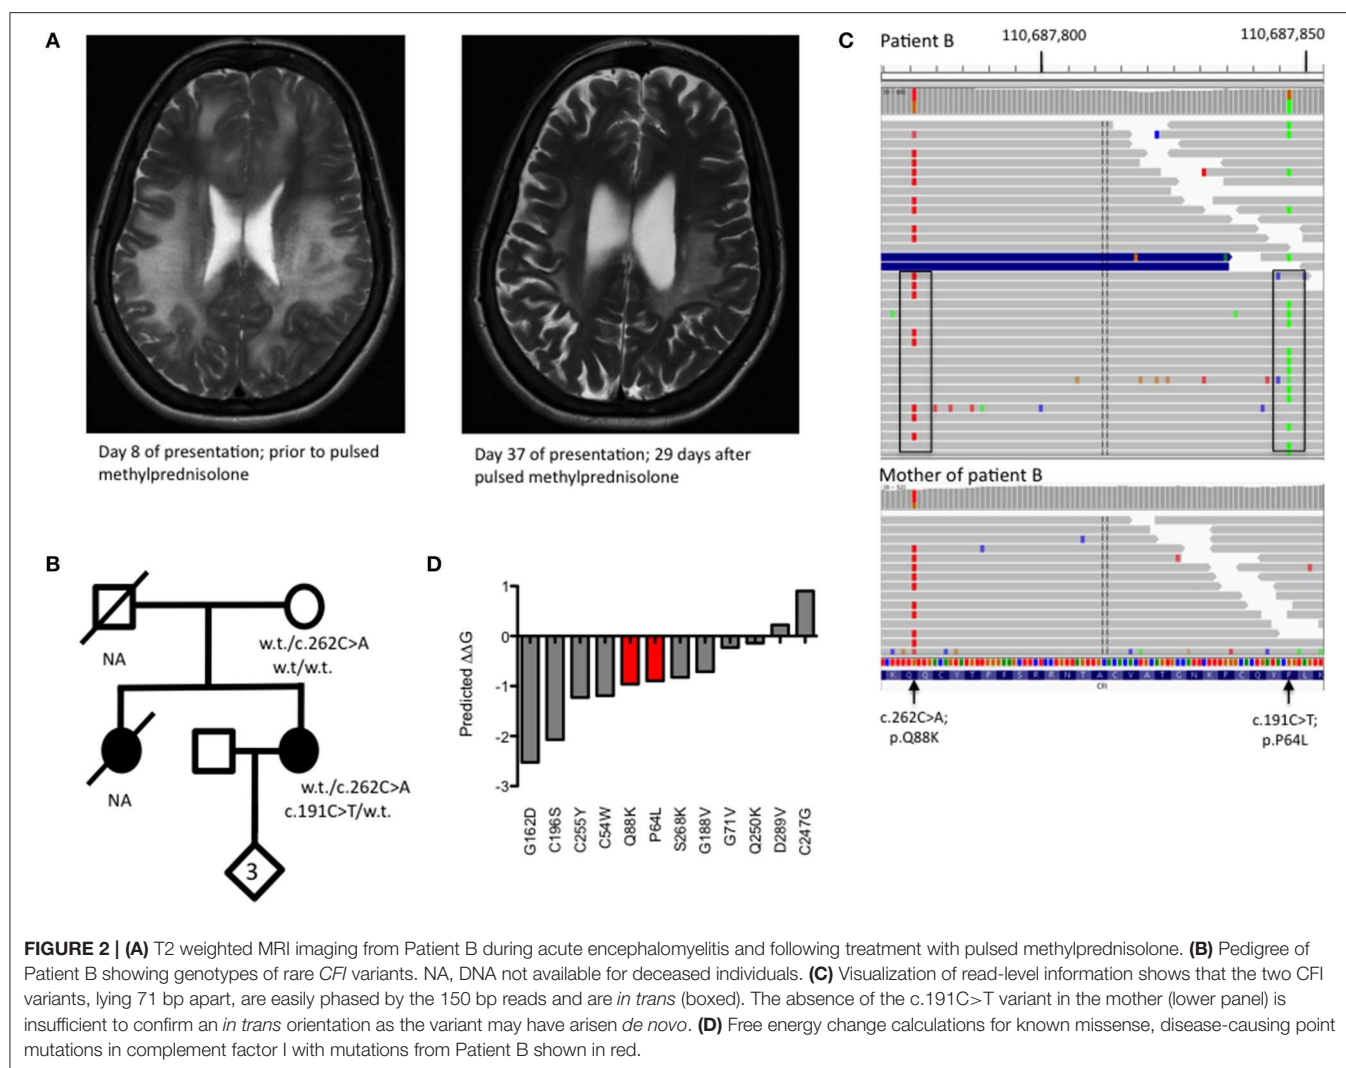 A
Day 8 of presentation; prior to pulsed
methylprednisolone
Day 37 of presentation; 29 days after
pulsed methylprednisolone
B
NA
w.t./c.262C>A
w.t/w.t.
NA
w.t./c.262C>A
c.191C>T/w.t.
3
C
Patient B
110,687,800
110,687,850
Mother of patient B
K Q Q C Y T F F S R R N T A C V A T G N K F C Q Y P L
CFI
c.262C>A;
p.Q88K
c.191C>T;
p.P64L
D
Predicted ΔΔG
1
0
-1
-2
-3
G162D
C196S
C255Y
C54W
Q88K
P64L
S268K
G188V
G71V
Q250K
D289V
C247G
FIGURE 2 | (A) T2 weighted MRI imaging from Patient B during acute encephalomyelitis and following treatment with pulsed methylprednisolone. (B) Pedigree of
Patient B showing genotypes of rare CFI variants. NA, DNA not available for deceased individuals. (C) Visualization of read-level information shows that the two CFI
variants, lying 71 bp apart, are easily phased by the 150 bp reads and are in trans (boxed). The absence of the c.191C>T variant in the mother (lower panel) is
insufficient to confirm an in trans orientation as the variant may have arisen de novo. (D) Free energy change calculations for known missense, disease-causing point
mutations in complement factor I with mutations from Patient B shown in red.